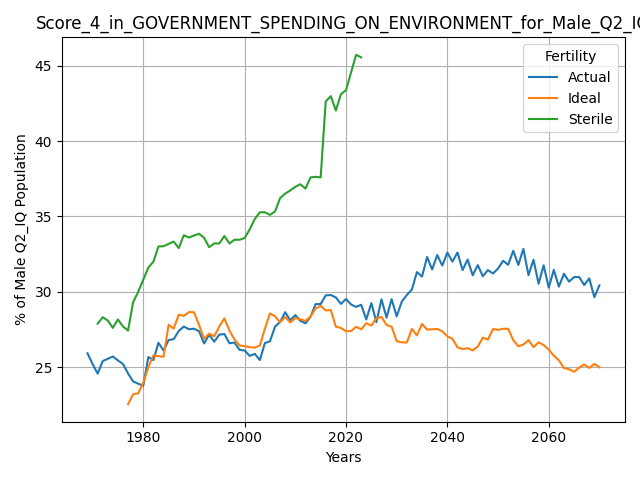 Score_4_in_GOVERNMENT_SPENDING_ON_ENVIRONMENT_for_Male_Q2_IQ
% of Male Q2_IQ Population
45
40
35
30
25
Fertility
Actual
Ideal
Sterile
1980 2000 2020 2040 2060
Years